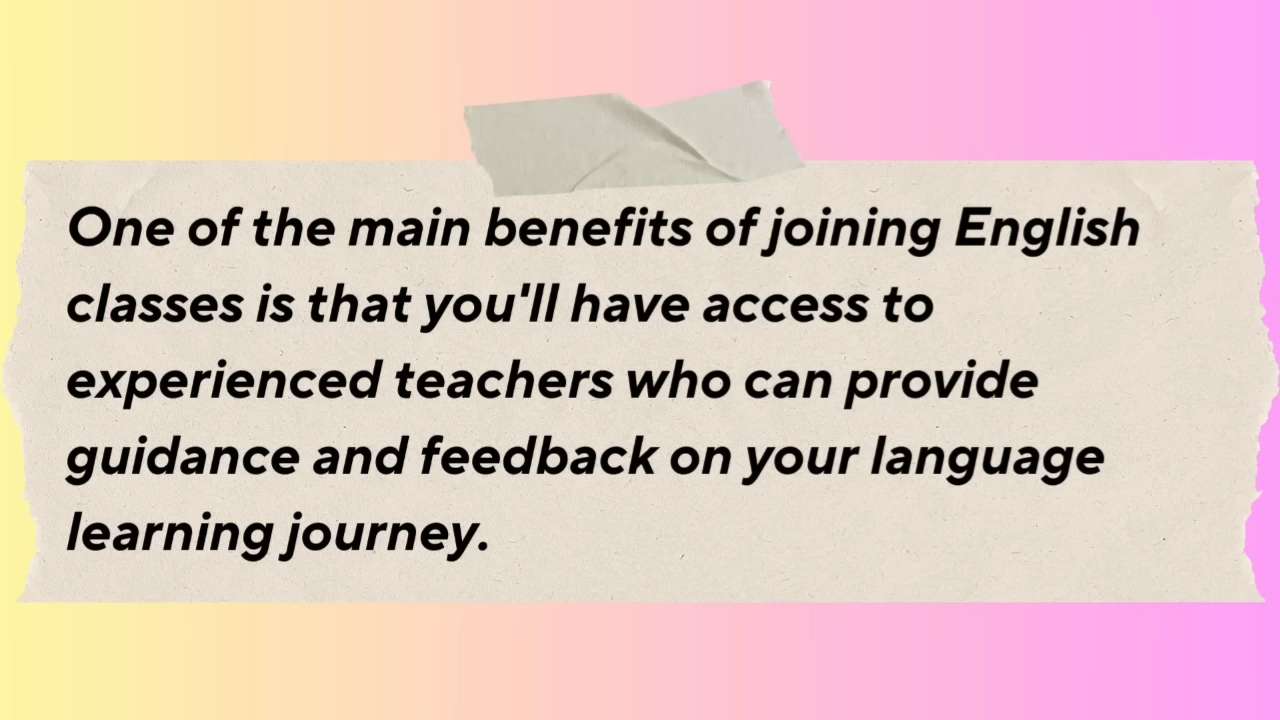 One of the main benefits of joining English
classes is that you'll have access to
experienced teachers who can provide
guidance and feedback on your language
learning journey.